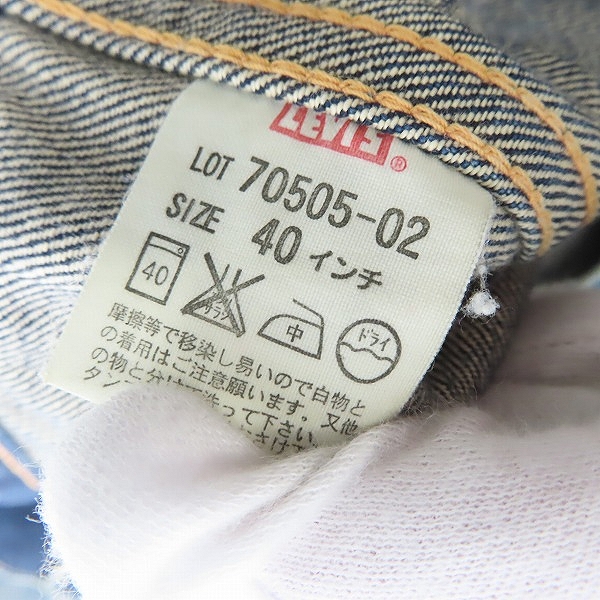 LEVI'S ®
LOT 70505-02
SIZE 40 インチ
40 サラシ 中 ドライ
摩擦等で移染し易いので白物と
の着用はご注意願います。又他
の物と分けて洗って下さい。
タン